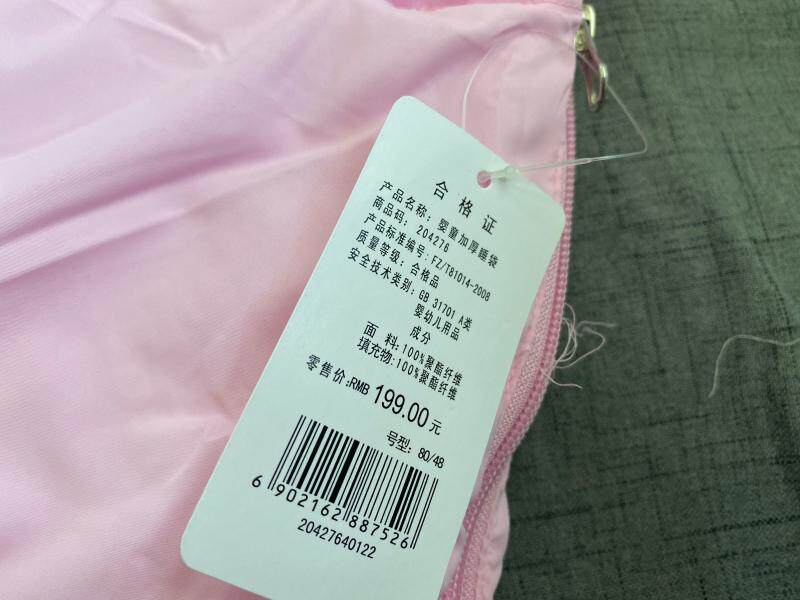 合格证
产品名称：婴童加厚睡袋
商品码：204276
产品标准编号：FZ/T81014-2008
质量等级：合格品
安全技术类别：GB 31701 A类
婴幼儿用品
成分
面 料：100%聚酯纤维
填充物：100%聚酯纤维
零售价：RMB 199.00元
号型：80/48
6 902162 887526
20427640122